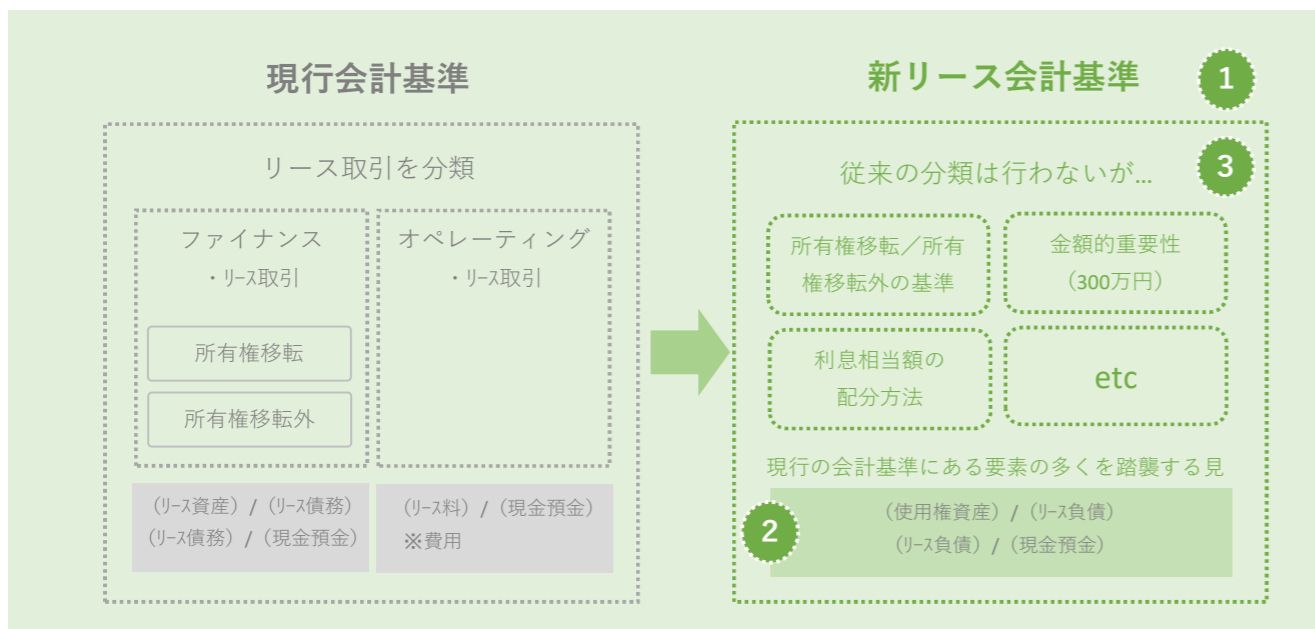 現行会計基準
リース取引を分類
ファイナンス
・ﾘｰｽ取引
所有権移転
所有権移転外
オペレーティング
・ﾘｰｽ取引
（ﾘｰｽ資産）/（ﾘｰｽ債務）
（ﾘｰｽ債務）/（現金預金）
（ﾘｰｽ料）/（現金預金）
※費用
新リース会計基準
1
従来の分類は行わないが...
3
所有権移転／所有
権移転外の基準
金額的重要性
（300万円）
利息相当額の
配分方法
etc
現行の会計基準にある要素の多くを踏襲する見
2
（使用権資産）/（ﾘｰｽ負債）
（ﾘｰｽ負債）/（現金預金）